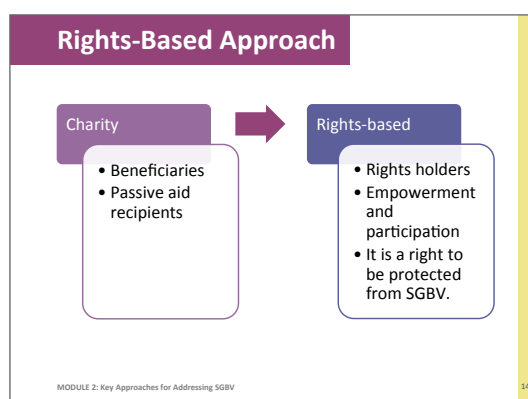 Rights-Based Approach
Charity
• Beneficiaries
• Passive aid
recipients
Rights-based
• Rights holders
• Empowerment
and
participation
• It is a right to
be protected
from SGBV.
MODULE 2: Key Approaches for Addressing SGBV
14